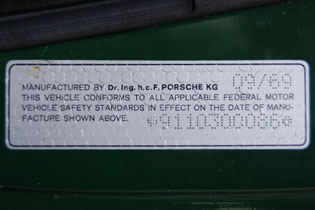 MANUFACTURED BY Dr. Ing. h. c. F. PORSCHE KG 09/69
THIS VEHICLE CONFORMS TO ALL APPLICABLE FEDERAL MOTOR
VEHICLE SAFETY STANDARDS IN EFFECT ON THE DATE OF MANU-
FACTURE SHOWN ABOVE. *9110300086*